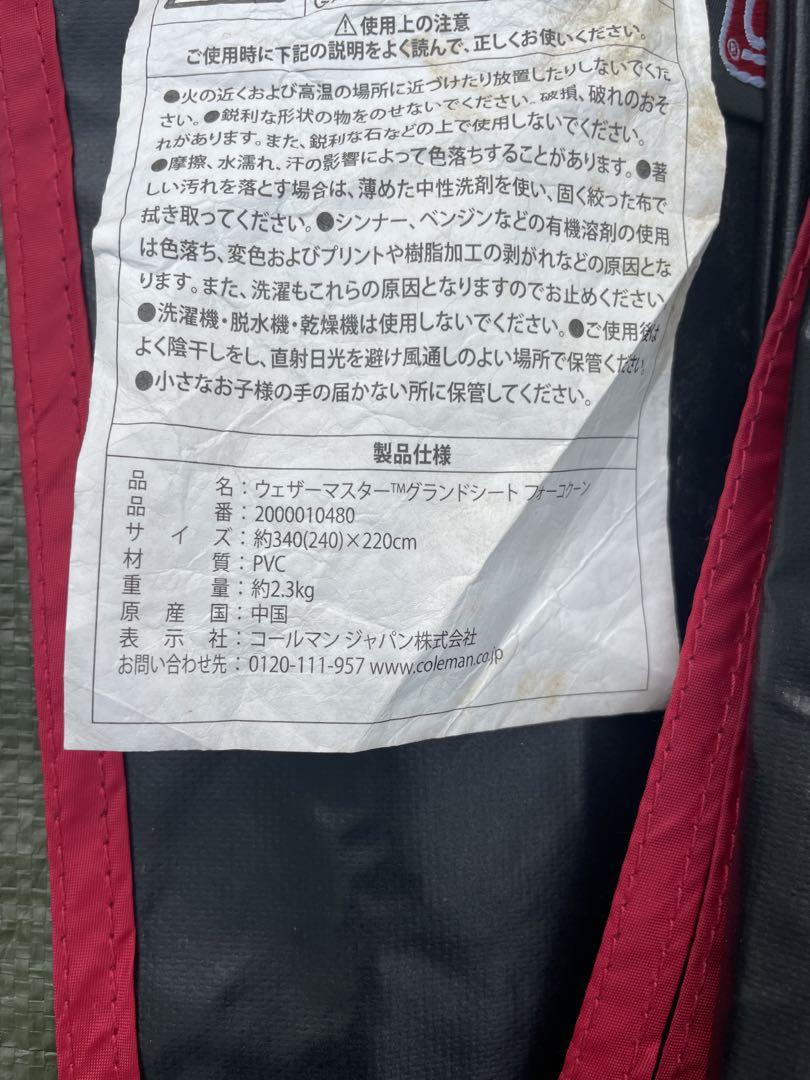 ⚠使用上の注意
ご使用時に下記の説明をよく読んで、正しくお使いください。
●火の近くおよび高温の場所に近づけたり放置したりしないでくだ
さい。●鋭利な形状の物をのせないでください。破損、破れのおそ
れがあります。また、鋭利な石などの上で使用しないでください。
●摩擦、水濡れ、汗の影響によって色落ちすることがあります。●著
しい汚れを落とす場合は、薄めた中性洗剤を使い、固く絞った布で
拭き取ってください。●シンナー、ベンジンなどの有機溶剤の使用
は色落ち、変色およびプリントや樹脂加工の剥がれなどの原因とな
ります。また、洗濯もこれらの原因となりますのでお止めください
●洗濯機・脱水機・乾燥機は使用しないでください。●ご使用後は
よく陰干しをし、直射日光を避け風通しのよい場所で保管ください。
●小さなお子様の手の届かない所に保管してください。
製品仕様
品名：ウェザーマスター™グランドシート フォーコクーン
品番：2000010480
サイズ：約340(240)×220cm
材質：PVC
重量：約2.3kg
原産国：中国
表示社：コールマン ジャパン株式会社
お問い合わせ先：0120-111-957 www.coleman.co.jp